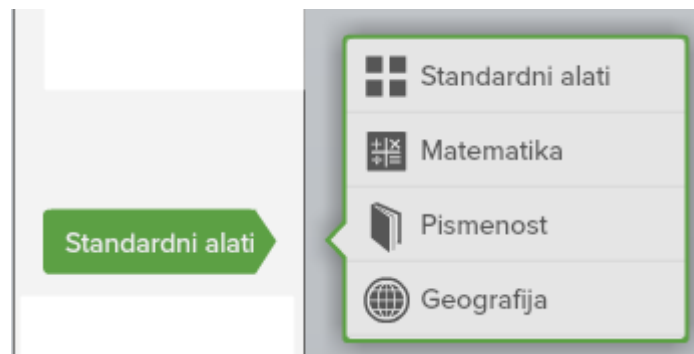 Standardni alati
Standardni alati
Matematika
Pismenost
Geografija